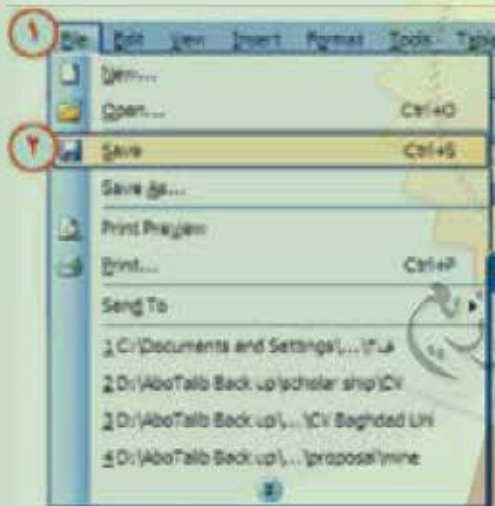 ١
File Edit View Insert Format Tools Table
New...
Open... Ctrl+O
٢
Save Ctrl+S
Save As...
Print Preview
Print... Ctrl+P
Send To
1 C:\Documents and Settings\...
2 D:\AboTalib Back up\scholar ship\CV
3 D:\AboTalib Back up\...\CV Baghdad Uni
4 D:\AboTalib Back up\...\proposal\mine